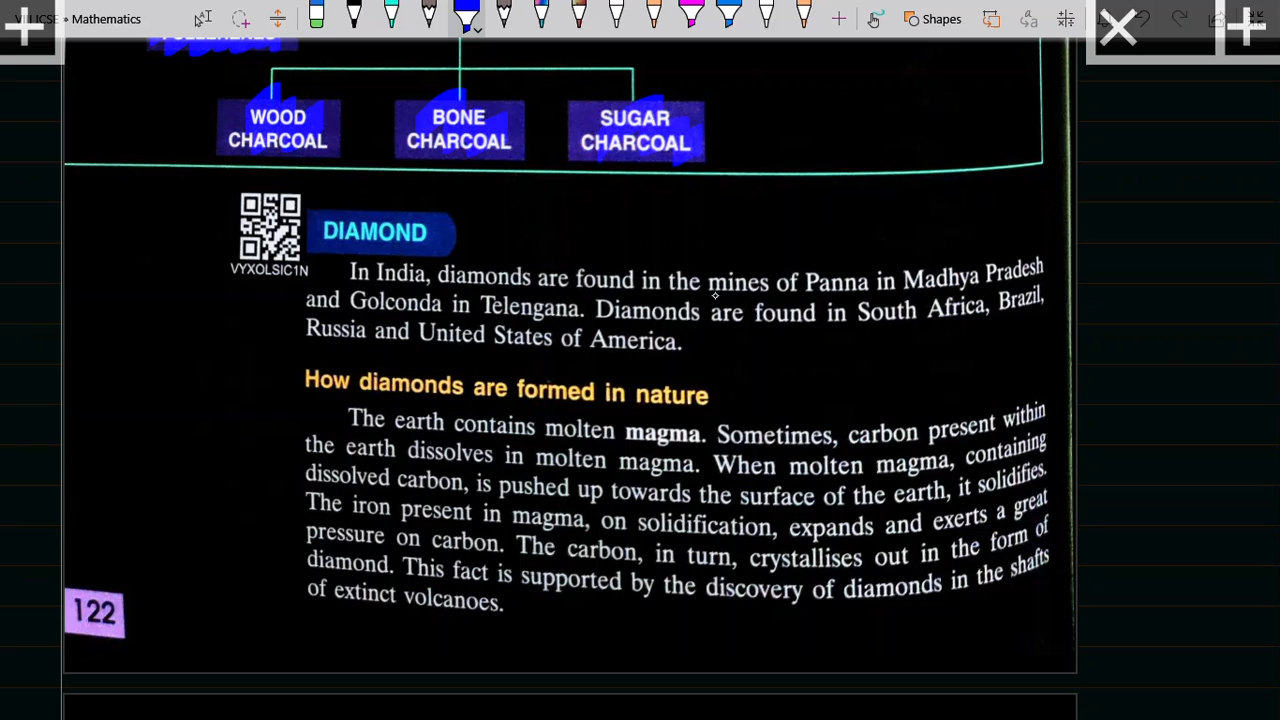 VIII ICSE » Mathematics
Shapes
WOOD CHARCOAL
BONE CHARCOAL
SUGAR CHARCOAL
VYXOLSIC1N
DIAMOND
In India, diamonds are found in the mines of Panna in Madhya Pradesh
and Golconda in Telengana. Diamonds are found in South Africa, Brazil,
Russia and United States of America.
How diamonds are formed in nature
The earth contains molten magma. Sometimes, carbon present within
the earth dissolves in molten magma. When molten magma, containing
dissolved carbon, is pushed up towards the surface of the earth, it solidifies.
The iron present in magma, on solidification, expands and exerts a great
pressure on carbon. The carbon, in turn, crystallises out in the form of
diamond. This fact is supported by the discovery of diamonds in the shafts
of extinct volcanoes.
122